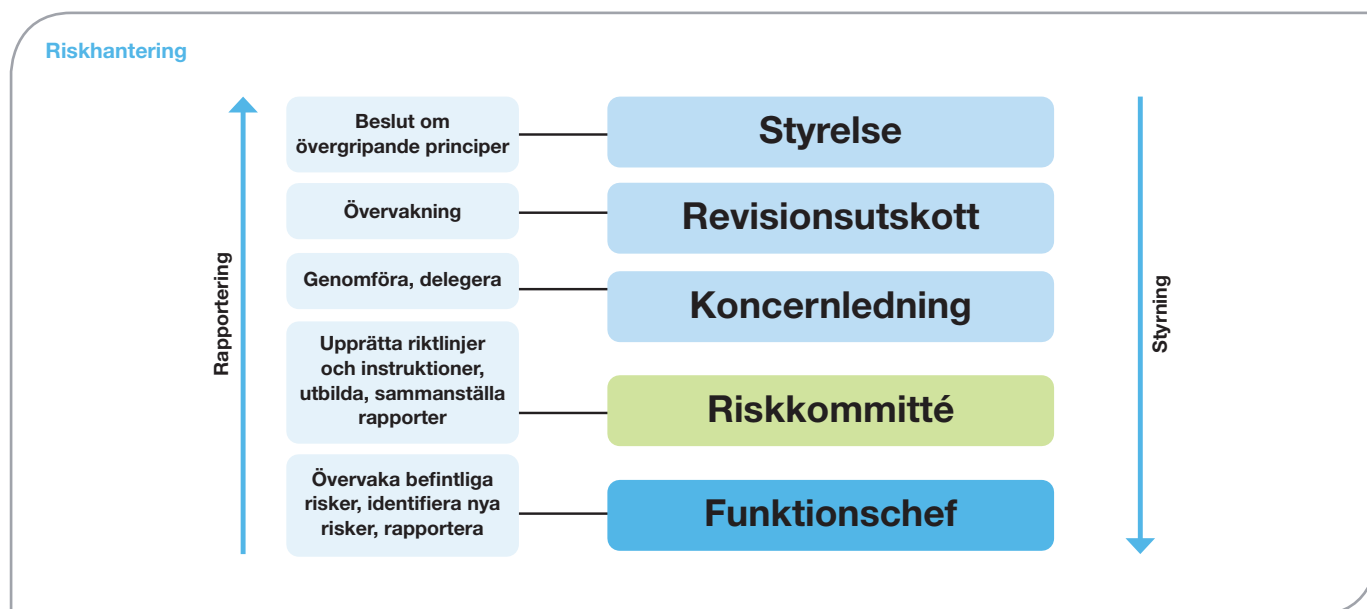 Riskhantering
Rapportering
Beslut om
övergripande principer
Styrelse
Övervakning
Revisionsutskott
Genomföra, delegera
Koncernledning
Upprätta riktlinjer
och instruktioner,
utbilda, sammanställa
rapporter
Riskkommitté
Övervaka befintliga
risker, identifiera nya
risker, rapportera
Funktionschef
Styrning